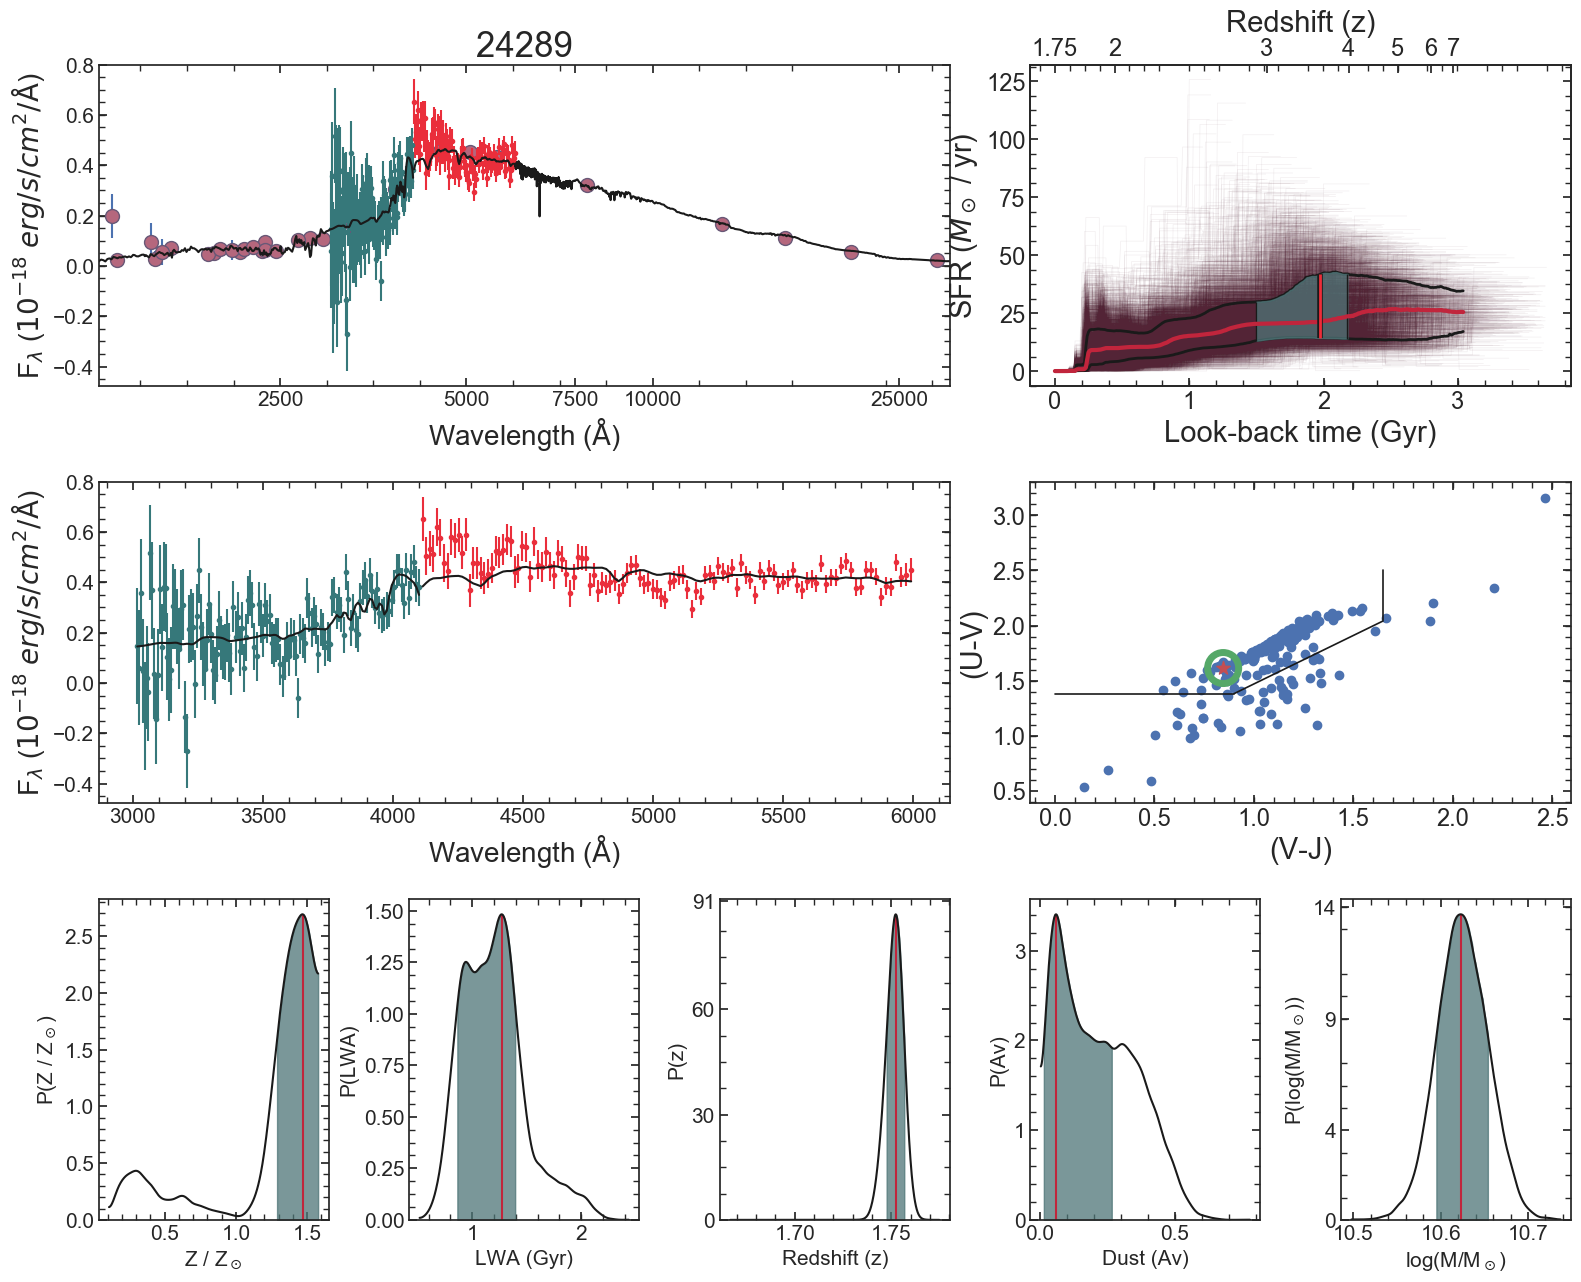 24289
0.8
0.6
0.4
0.2
0.0
−0.2
−0.4
F_λ (10^{−18} erg/s/cm^2/Å)
2500 5000 7500 10000 25000
Wavelength (Å)
Redshift (z)
1.75 2 3 4 5 6 7
125
100
75
50
25
0
SFR (M_⊙ / yr)
0 1 2 3
Look-back time (Gyr)
0.8
0.6
0.4
0.2
0.0
−0.2
−0.4
F_λ (10^{−18} erg/s/cm^2/Å)
3000 3500 4000 4500 5000 5500 6000
Wavelength (Å)
3.0
2.5
2.0
1.5
1.0
0.5
(U-V)
0.0 0.5 1.0 1.5 2.0 2.5
(V-J)
2.5
2.0
1.5
1.0
0.5
0.0
P(Z / Z_⊙)
0.5 1.0 1.5
Z / Z_⊙
1.50
1.25
1.00
0.75
0.50
0.25
0.00
P(LWA)
1 2
LWA (Gyr)
91
60
30
0
P(z)
1.70 1.75
Redshift (z)
3
2
1
0
P(Av)
0.0 0.5
Dust (Av)
14
9
4
0
P(log(M/M_⊙))
10.5 10.6 10.7
log(M/M_⊙)